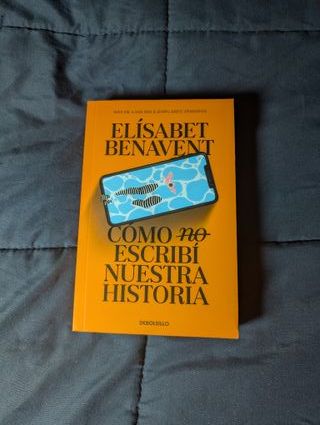 ELÍSABET
BENAVENT
CÓMO no
ESCRIBÍ
NUESTRA
HISTORIA
DEBOLSILLO